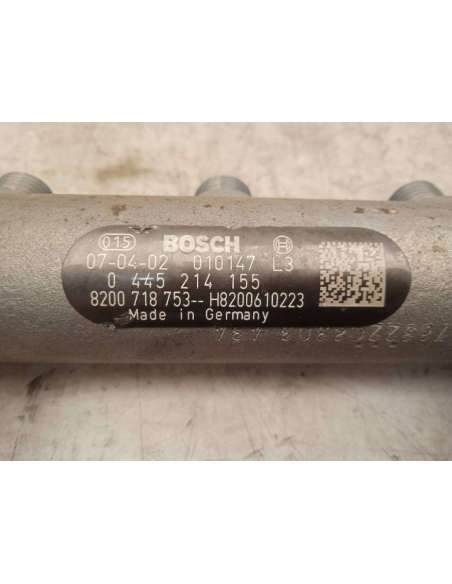 015 BOSCH
07-04-02 010147 L3
0 445 214 155
8200 718 753-- H8200610223
Made in Germany